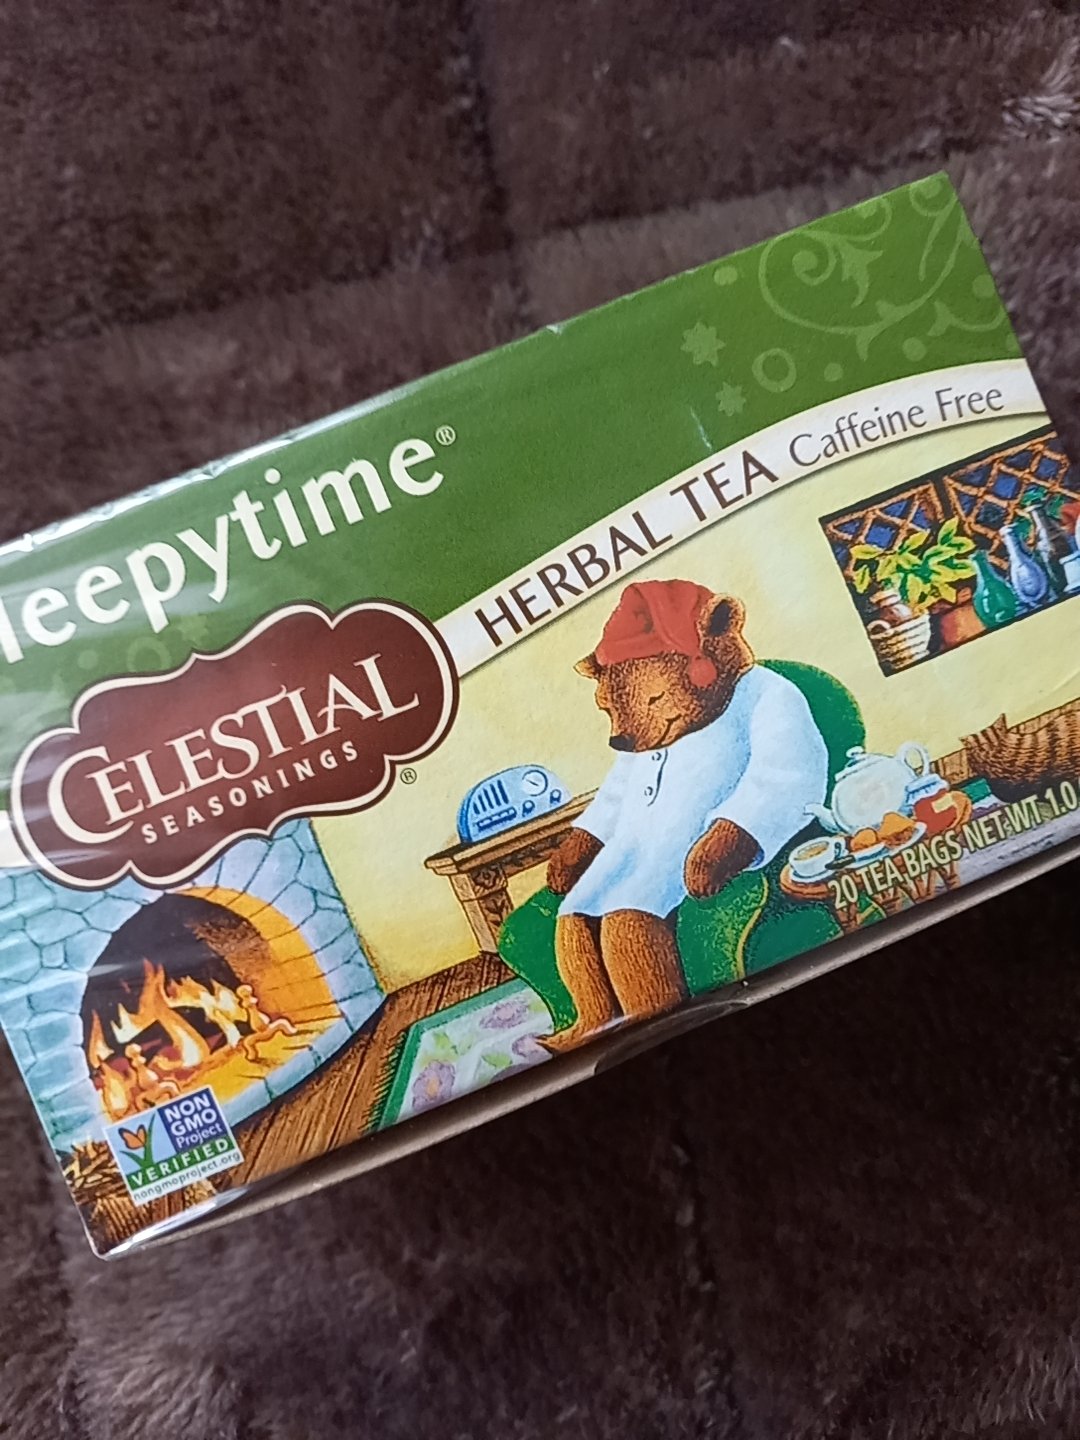 leepytime®
HERBAL TEA Caffeine Free
CELESTIAL
SEASONINGS®
20 TEA BAGS NET WT 1.0
NON
GMO
Project
VERIFIED
nongmoproject.org